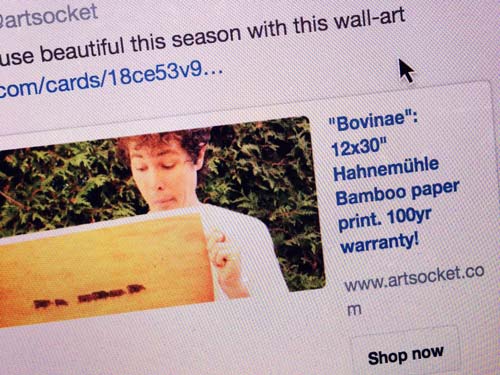 @artsocket
use beautiful this season with this wall-art
com/cards/18ce53v9...
"Bovinae":
12x30"
Hahnemühle
Bamboo paper
print. 100yr
warranty!
www.artsocket.co
m
Shop now